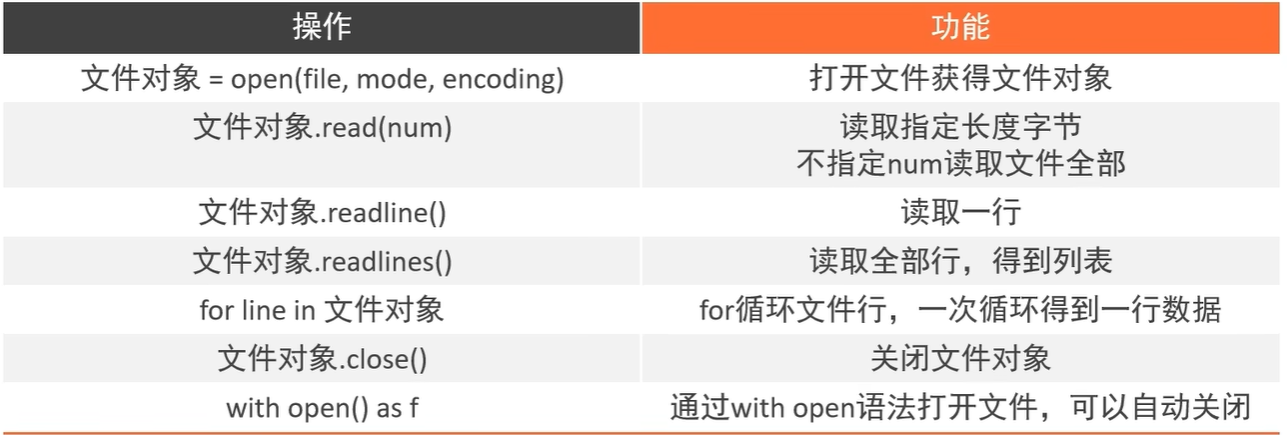 操作 功能
文件对象 = open(file, mode, encoding) 打开文件获得文件对象
文件对象.read(num) 读取指定长度字节
不指定num读取文件全部
文件对象.readline() 读取一行
文件对象.readlines() 读取全部行，得到列表
for line in 文件对象 for循环文件行，一次循环得到一行数据
文件对象.close() 关闭文件对象
with open() as f 通过with open语法打开文件，可以自动关闭